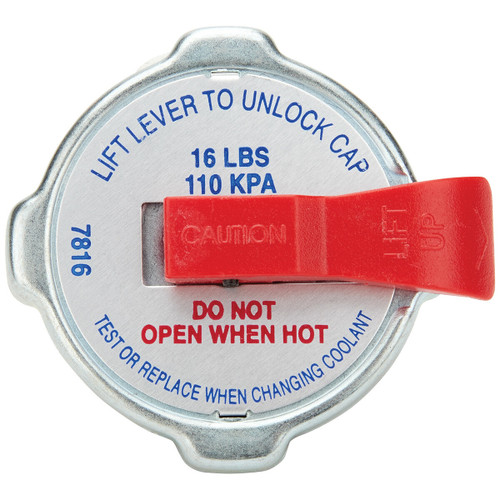 LIFT LEVER TO UNLOCK CAP
16 LBS
110 KPA
CAUTION
LIFT
UP
7816
DO NOT
OPEN WHEN HOT
TEST OR REPLACE WHEN CHANGING COOLANT